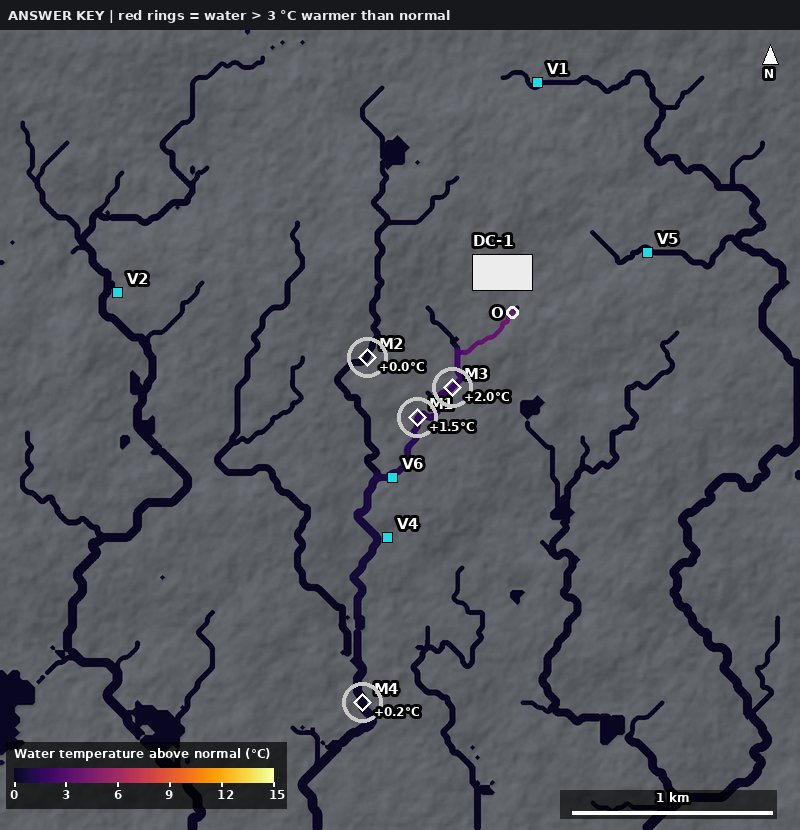 ANSWER KEY | red rings = water > 3 °C warmer than normal
N
V1
V5
DC-1
V2
O
M2
+0.0°C
M3
+2.0°C
M1
+1.5°C
V6
V4
M4
+0.2°C
Water temperature above normal (°C)
0 3 6 9 12 15
1 km